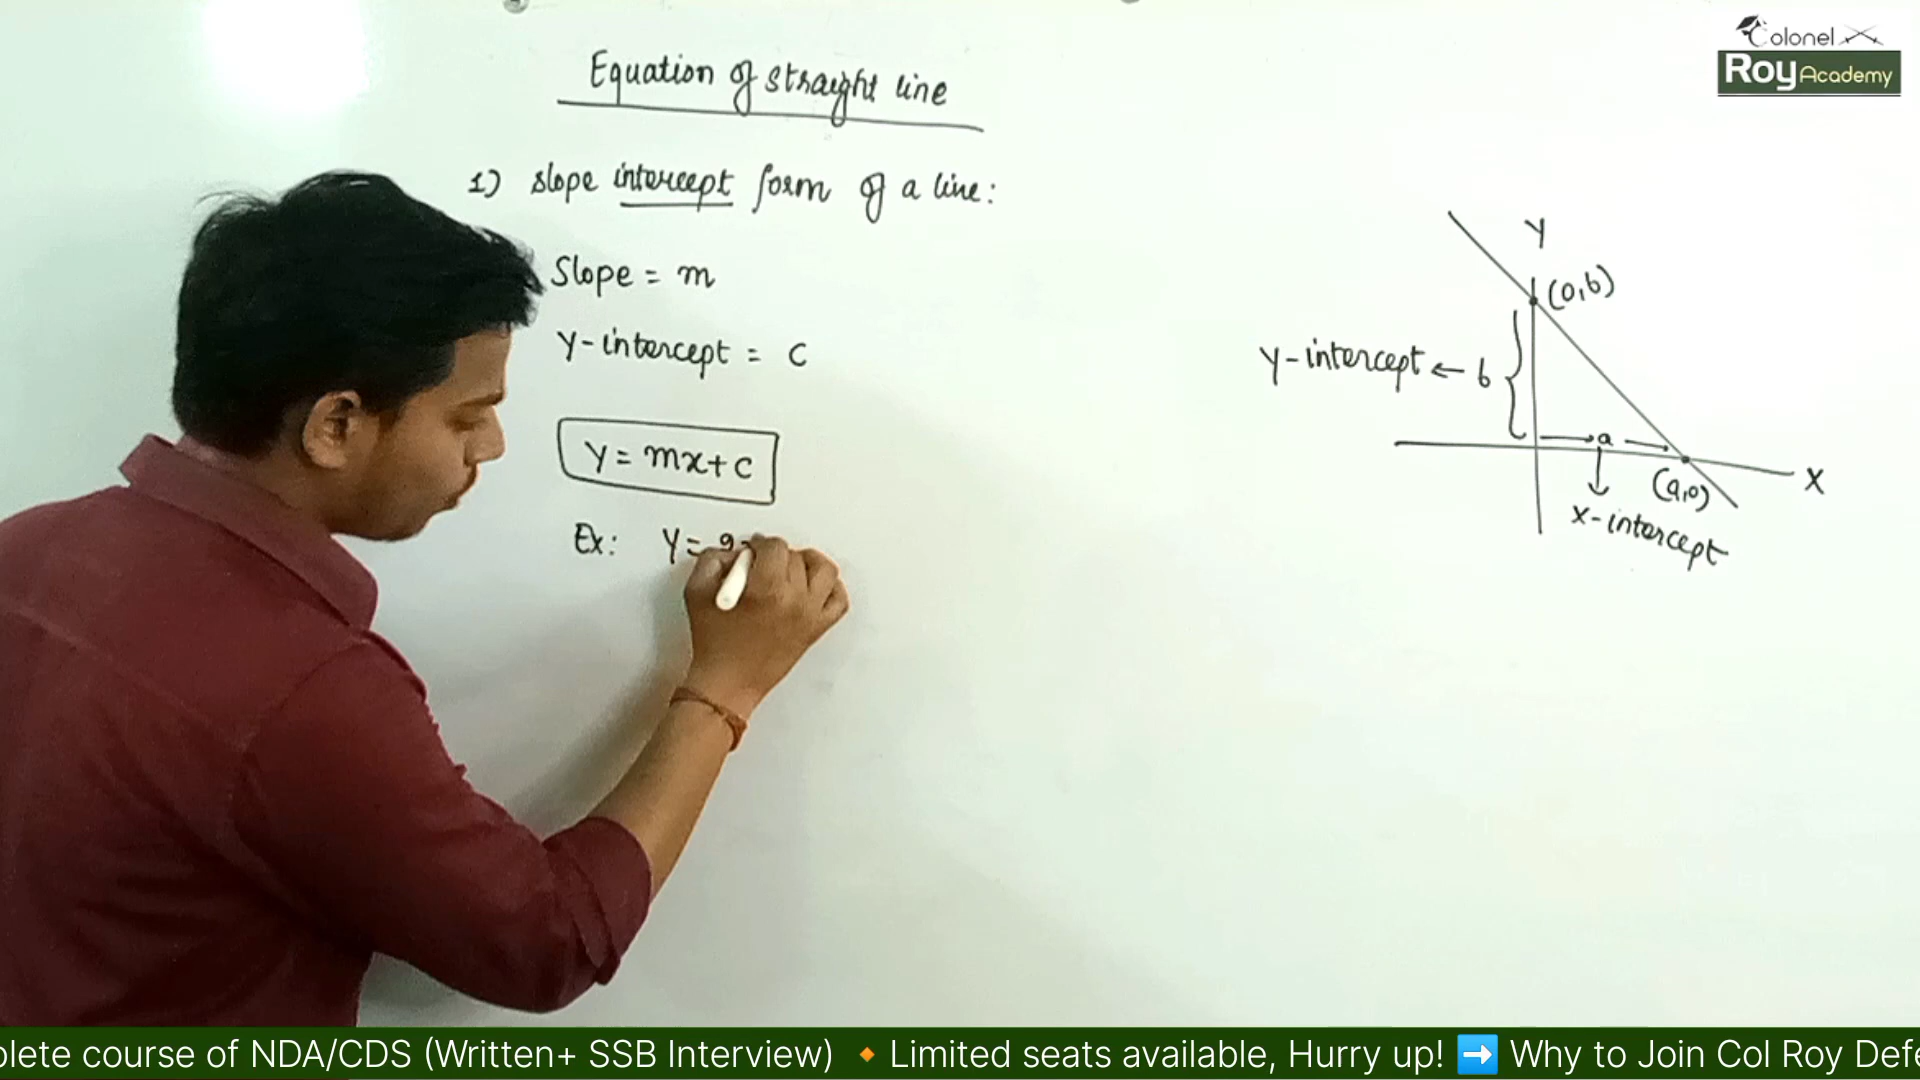 Colonel
Roy Academy
Equation of straight line
1) slope intercept form of a line:
Slope = m
Y-intercept = C
Y = mx+c
Ex: Y=
Y
(0,b)
Y-intercept ← b
a
X
(a,0)
X-intercept
plete course of NDA/CDS (Written+ SSB Interview) 🔸Limited seats available, Hurry up! ➡️ Why to Join Col Roy Defe